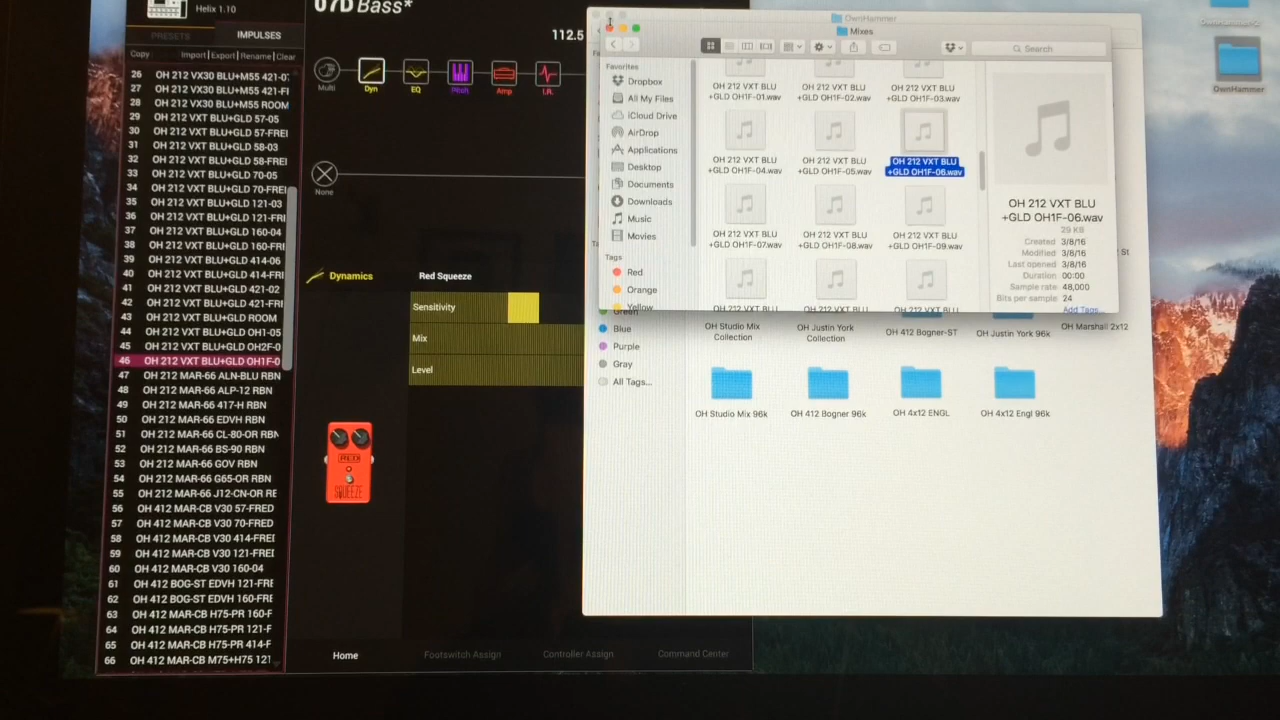 Helix 1.10
PRESETS
IMPULSES
Copy
Import
Export
Rename
Clear
26 OH 212 VX30 BLU+M55 421-0
27 OH 212 VX30 BLU+M55 421-FI
28 OH 212 VX30 BLU+M55 ROOM
29 OH 212 VXT BLU+GLD 57-05
30 OH 212 VXT BLU+GLD 57-FREI
31 OH 212 VXT BLU+GLD 58-03
32 OH 212 VXT BLU+GLD 58-FREI
33 OH 212 VXT BLU+GLD 70-05
34 OH 212 VXT BLU+GLD 70-FREI
35 OH 212 VXT BLU+GLD 121-03
36 OH 212 VXT BLU+GLD 121-FRI
37 OH 212 VXT BLU+GLD 160-04
38 OH 212 VXT BLU+GLD 160-FRI
39 OH 212 VXT BLU+GLD 414-06
40 OH 212 VXT BLU+GLD 414-FRI
41 OH 212 VXT BLU+GLD 421-02
42 OH 212 VXT BLU+GLD 421-FRI
43 OH 212 VXT BLU+GLD ROOM
44 OH 212 VXT BLU+GLD OH1-05
45 OH 212 VXT BLU+GLD OH2F-0
46 OH 212 VXT BLU+GLD OH1F-0
47 OH 212 MAR-66 ALN-BLU RBN
48 OH 212 MAR-66 ALP-12 RBN
49 OH 212 MAR-66 417-H RBN
50 OH 212 MAR-66 EDVH RBN
51 OH 212 MAR-66 CL-80-OR RBN
52 OH 212 MAR-66 BS-90 RBN
53 OH 212 MAR-66 GOV RBN
54 OH 212 MAR-66 G65-OR RBN
55 OH 212 MAR-66 J12-CN-OR RE
56 OH 412 MAR-CB V30 57-FRED
57 OH 412 MAR-CB V30 70-FRED
58 OH 412 MAR-CB V30 414-FREI
59 OH 412 MAR-CB V30 121-FREI
60 OH 412 MAR-CB V30 160-04
61 OH 412 BOG-ST EDVH 121-FRE
62 OH 412 BOG-ST EDVH 160-FRE
63 OH 412 MAR-CB H75-PR 160-F
64 OH 412 MAR-CB H75-PR 121-F
65 OH 412 MAR-CB H75-PR 414-F
66 OH 412 MAR-CB M75+H75 121
07D Bass*
112.5
Multi
Dyn
EQ
Pitch
Amp
I.R.
None
Dynamics
Red Squeeze
Sensitivity
Mix
Level
RED
SQUEEZE
Home
Footswitch Assign
Controller Assign
Command Center
OwnHammer
Mixes
Search
Favorites
Dropbox
All My Files
iCloud Drive
AirDrop
Applications
Desktop
Documents
Downloads
Music
Movies
Tags
Red
Orange
Yellow
Green
Blue
Purple
Gray
All Tags...
OH 212 VXT BLU
+GLD OH1F-01.wav
OH 212 VXT BLU
+GLD OH1F-02.wav
OH 212 VXT BLU
+GLD OH1F-03.wav
OH 212 VXT BLU
+GLD OH1F-04.wav
OH 212 VXT BLU
+GLD OH1F-05.wav
OH 212 VXT BLU
+GLD OH1F-06.wav
OH 212 VXT BLU
+GLD OH1F-07.wav
OH 212 VXT BLU
+GLD OH1F-08.wav
OH 212 VXT BLU
+GLD OH1F-09.wav
OH 212 VXT BLU
OH 212 VXT BLU
OH 212 VXT BLU
OH 212 VXT BLU
+GLD OH1F-06.wav
29 KB
Created 3/8/16
Modified 3/8/16
Last opened 3/8/16
Duration 00:00
Sample rate 48,000
Bits per sample 24
Add Tags...
OH Studio Mix
Collection
OH Justin York
Collection
OH 412 Bogner-ST
OH Justin York 96k
OH Marshall 2x12
OH Studio Mix 96k
OH 412 Bogner 96k
OH 4x12 ENGL
OH 4x12 Engl 96k
OwnHammer-2
OwnHammer